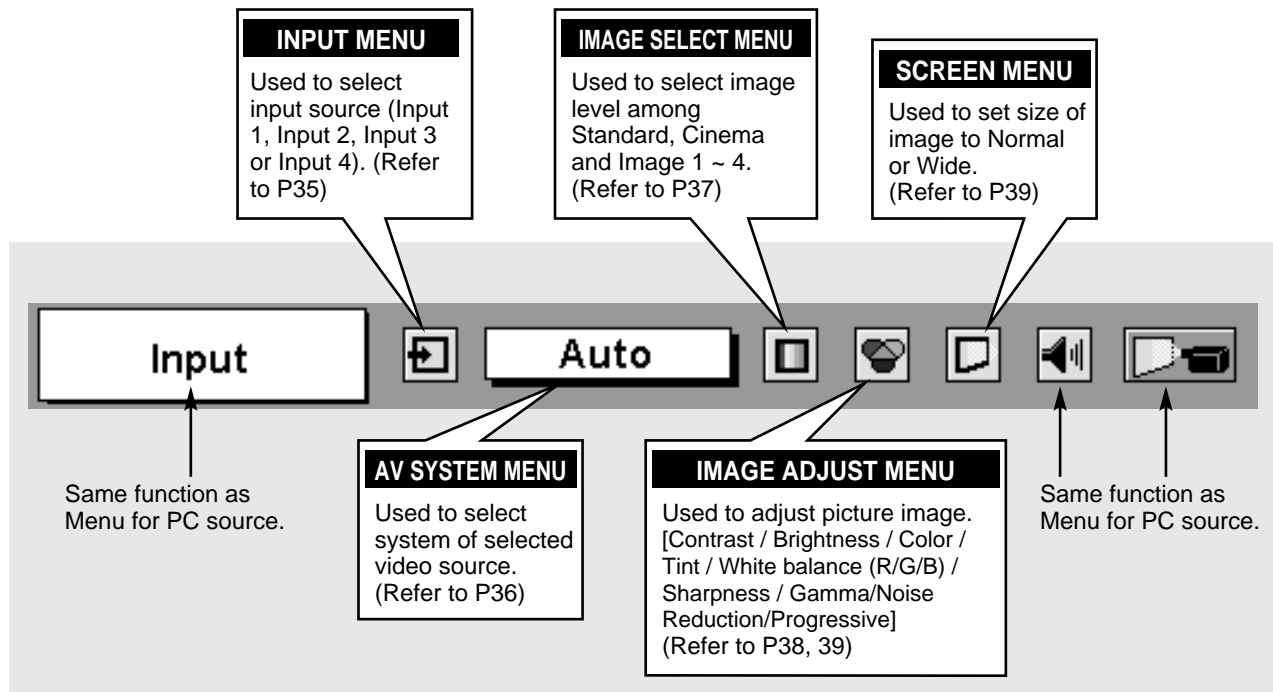 INPUT MENU
Used to select
input source (Input
1, Input 2, Input 3
or Input 4). (Refer
to P35)
IMAGE SELECT MENU
Used to select image
level among
Standard, Cinema
and Image 1 ~ 4.
(Refer to P37)
SCREEN MENU
Used to set size of
image to Normal
or Wide.
(Refer to P39)
Input
Auto
Same function as
Menu for PC source.
AV SYSTEM MENU
Used to select
system of selected
video source.
(Refer to P36)
IMAGE ADJUST MENU
Used to adjust picture image.
[Contrast / Brightness / Color /
Tint / White balance (R/G/B) /
Sharpness / Gamma/Noise
Reduction/Progressive]
(Refer to P38, 39)
Same function as
Menu for PC source.